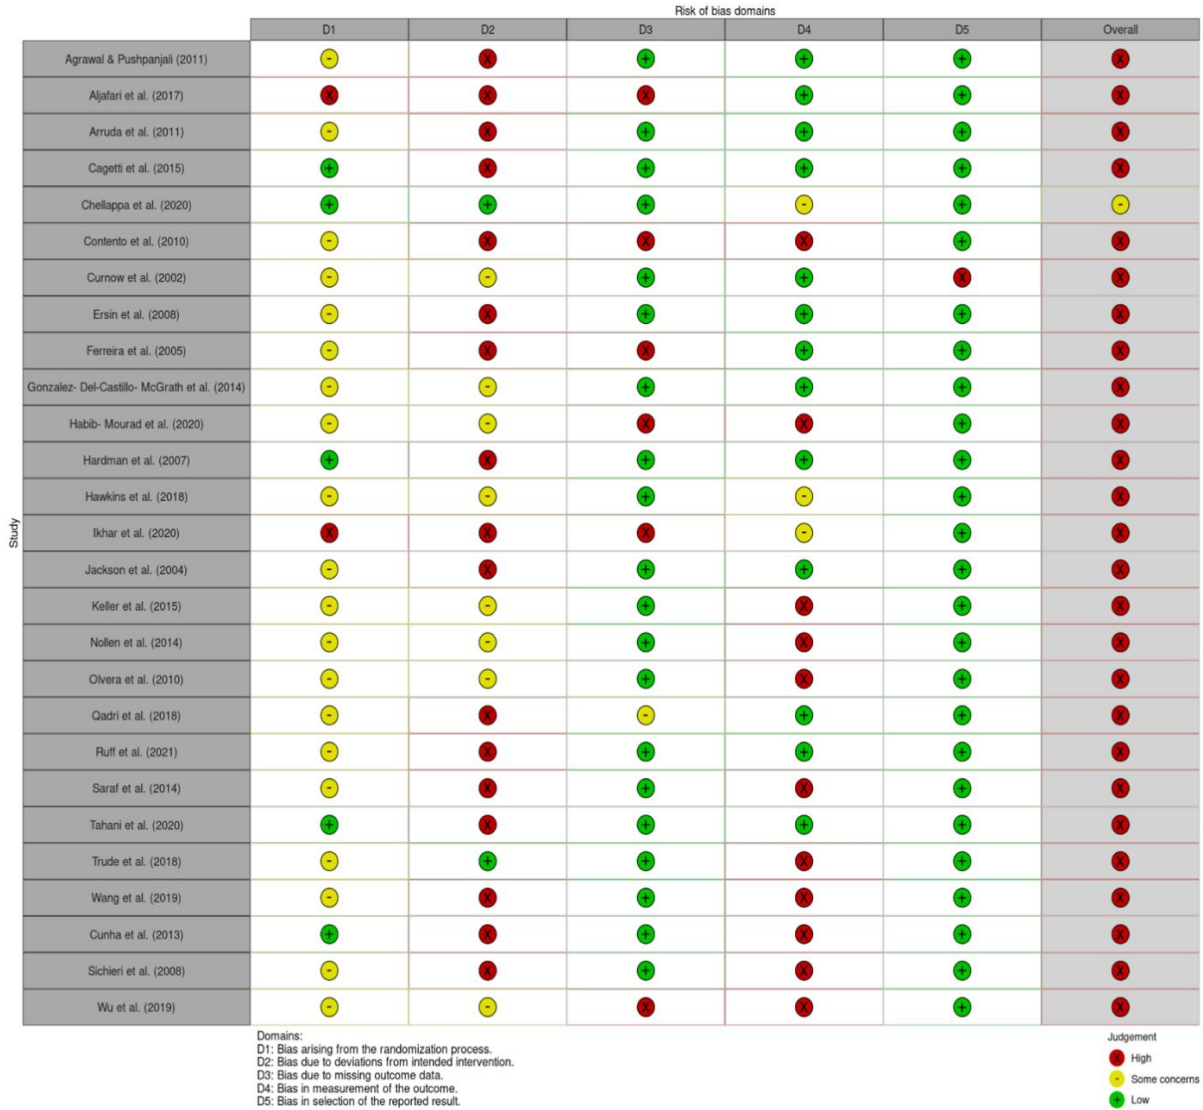 Risk of bias domains
D1 D2 D3 D4 D5 Overall
Agrawal & Pushpanjali (2011) - X + + + X
Aljafari et al. (2017) X X X + + X
Arruda et al. (2011) - X + + + X
Cagetti et al. (2015) + X + + + X
Chellappa et al. (2020) + + + - + -
Contento et al. (2010) - X X X + X
Curnow et al. (2002) - - + + X X
Ersin et al. (2008) - X + + + X
Ferreira et al. (2005) - X X + + X
Gonzalez- Del-Castillo- McGrath et al. (2014) - - + + + X
Habib- Mourad et al. (2020) - - X X + X
Hardman et al. (2007) + X + + + X
Hawkins et al. (2018) - - + - + X
Ikhar et al. (2020) X X X - + X
Jackson et al. (2004) - X + + + X
Keller et al. (2015) - - + X + X
Nollen et al. (2014) - - + X + X
Olvera et al. (2010) - - + X + X
Qadri et al. (2018) - X - + + X
Ruff et al. (2021) - X + + + X
Saraf et al. (2014) - X + X + X
Tahani et al. (2020) + X + + + X
Trude et al. (2018) - + + X + X
Wang et al. (2019) - X + X + X
Cunha et al. (2013) + X + X + X
Sichieri et al. (2008) - X + X + X
Wu et al. (2019) - - X X + X
Study
Domains:
D1: Bias arising from the randomization process.
D2: Bias due to deviations from intended intervention.
D3: Bias due to missing outcome data.
D4: Bias in measurement of the outcome.
D5: Bias in selection of the reported result.
Judgement
X High
- Some concerns
+ Low